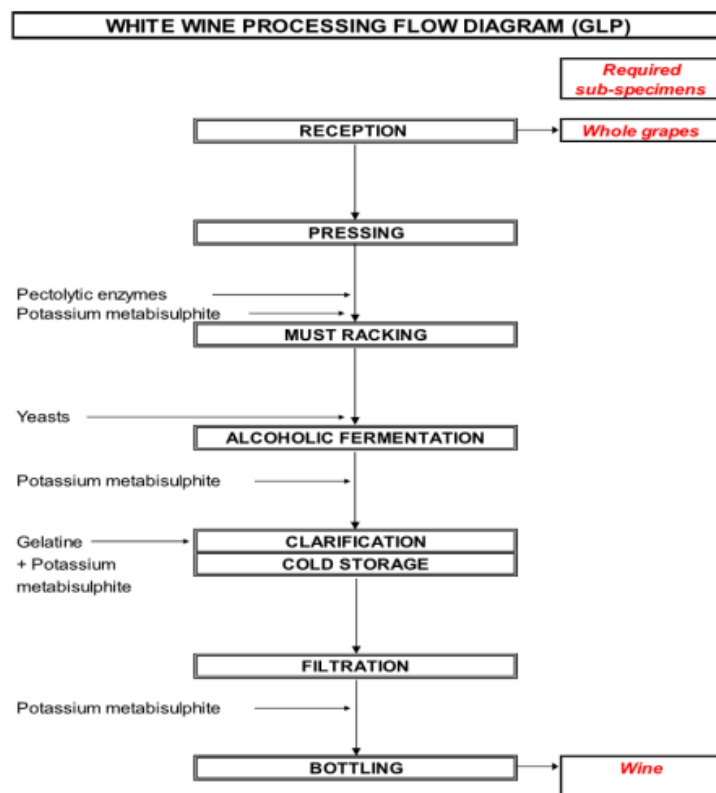 WHITE WINE PROCESSING FLOW DIAGRAM (GLP)
Required
sub-specimens
RECEPTION
Whole grapes
PRESSING
Pectolytic enzymes
Potassium metabisulphite
MUST RACKING
Yeasts
ALCOHOLIC FERMENTATION
Potassium metabisulphite
Gelatine
+ Potassium
metabisulphite
CLARIFICATION
COLD STORAGE
FILTRATION
Potassium metabisulphite
BOTTLING
Wine